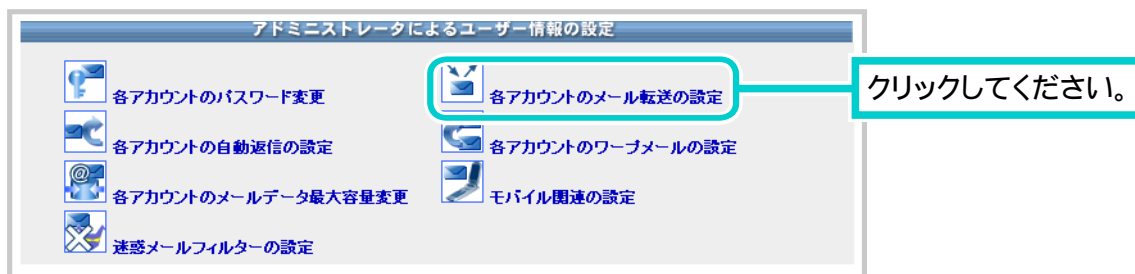 アドミニストレータによるユーザー情報の設定
各アカウントのパスワード変更
各アカウントのメール転送の設定
クリックしてください。
各アカウントの自動返信の設定
各アカウントのワープメールの設定
各アカウントのメールデータ最大容量変更
モバイル関連の設定
迷惑メールフィルターの設定